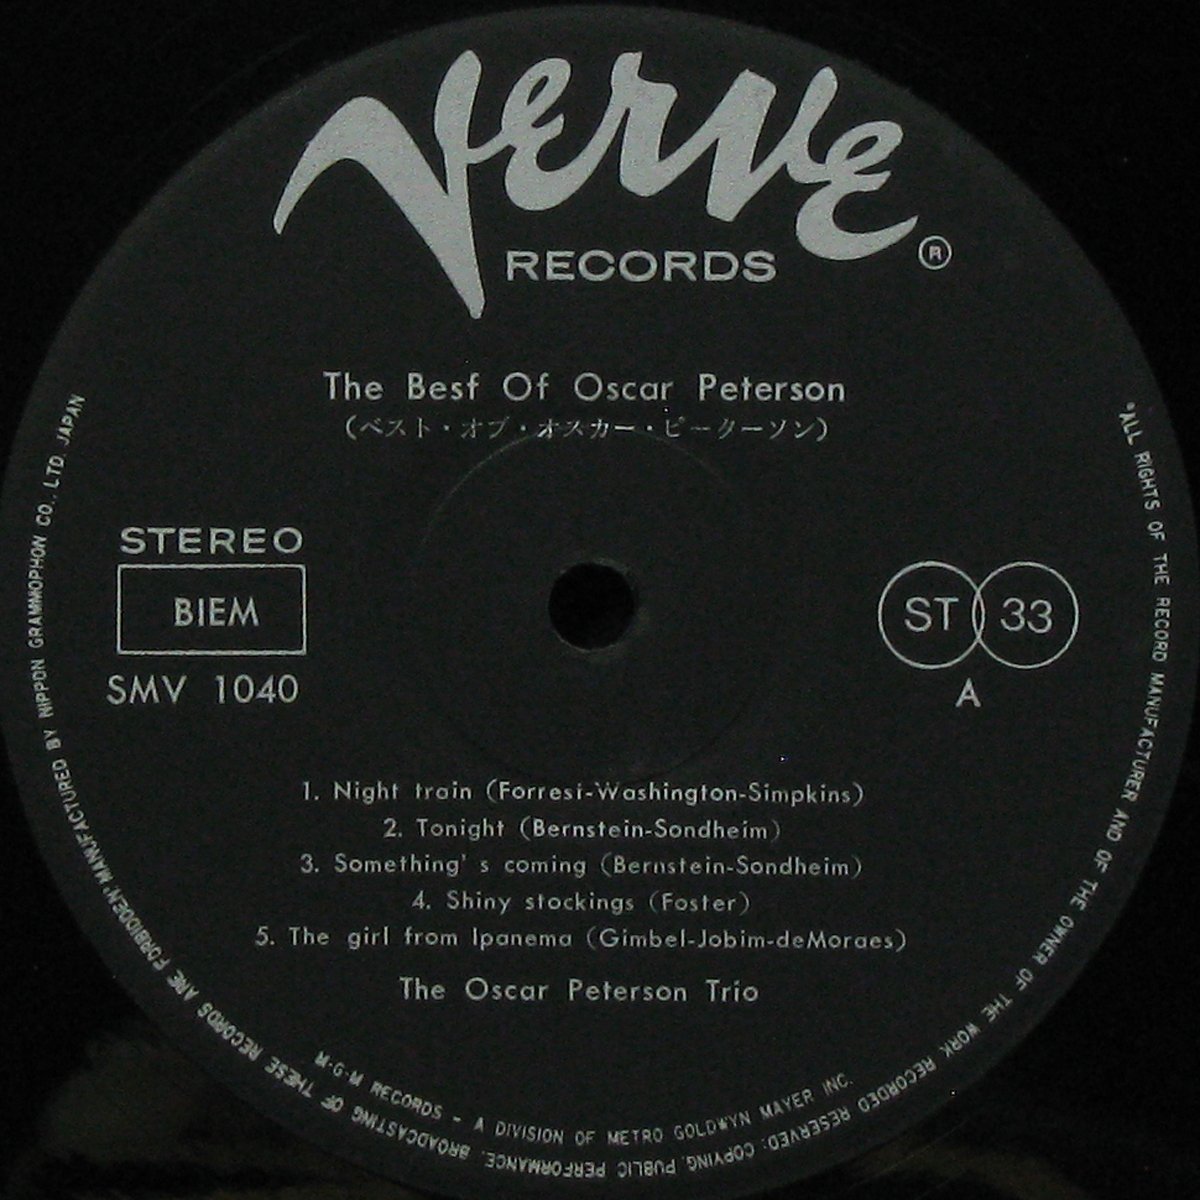 Verve
RECORDS ®
The Best Of Oscar Peterson
(ベスト・オブ・オスカー・ピーターソン)
STEREO
BIEM
SMV 1040
ST 33
A
1. Night train (Forrest-Washington-Simpkins)
2. Tonight (Bernstein-Sondheim)
3. Something' s coming (Bernstein-Sondheim)
4. Shiny stockings (Foster)
5. The girl from Ipanema (Gimbel-Jobim-deMoraes)
The Oscar Peterson Trio
M·G·M RECORDS - A DIVISION OF METRO GOLDWYN MAYER INC.
"ALL RIGHTS OF THE RECORD MANUFACTURER AND OF THE OWNER OF THE WORK RECORDED RESERVED: COPYING, PUBLIC PERFORMANCE, BROADCASTING OF THESE RECORDS ARE FORBIDDEN" MANUFACTURED BY NIPPON GRAMMOPHON CO., LTD. JAPAN